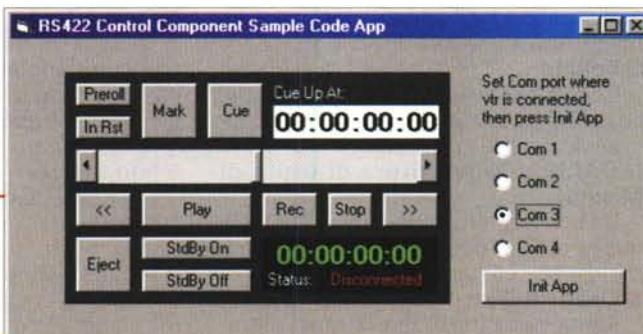 RS422 Control Component Sample Code App
Preroll
In Rst
Mark
Cue
Cue Up At:
00:00:00:00
<<
Play
Rec
Stop
>>
Eject
StdBy On
StdBy Off
00:00:00:00
Status: Disconnected
Set Com port where
vtr is connected,
then press Init App
Com 1
Com 2
Com 3
Com 4
Init App